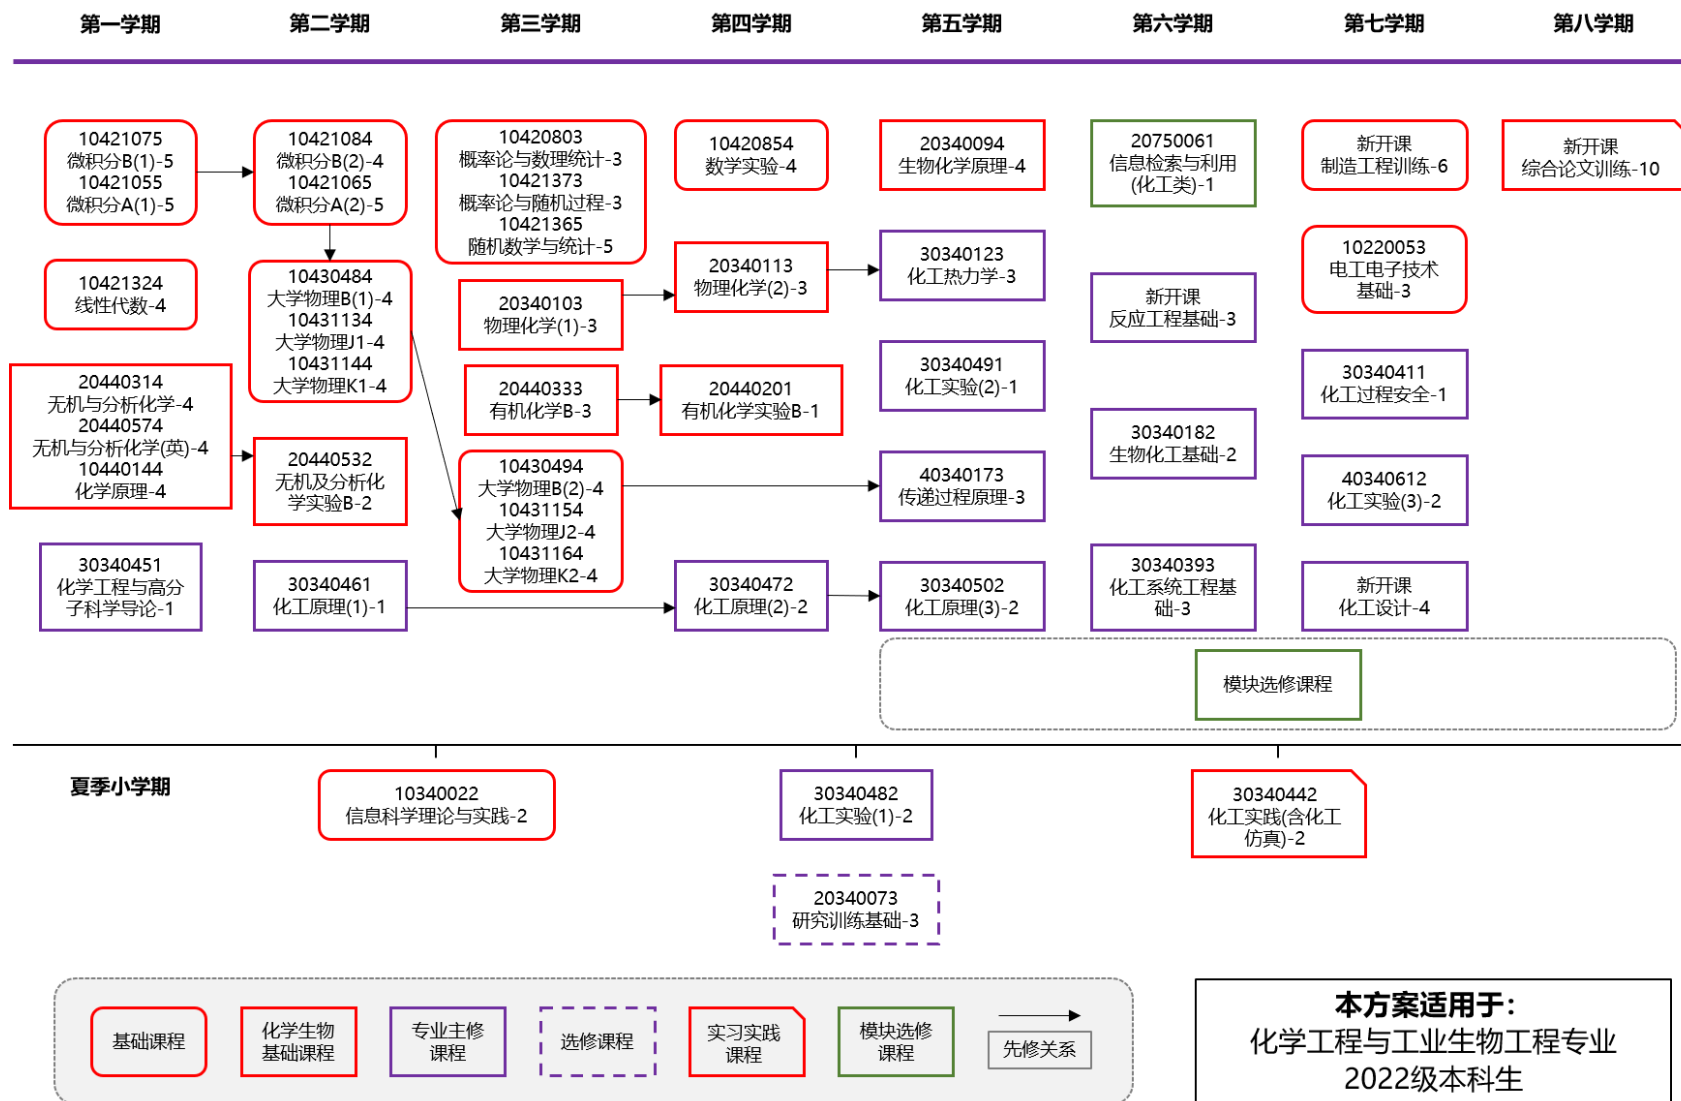 第一学期
第二学期
第三学期
第四学期
第五学期
第六学期
第七学期
第八学期
10421075
微积分B(1)-5
10421055
微积分A(1)-5
10421324
线性代数-4
20440314
无机与分析化学-4
20440574
无机与分析化学(英)-4
10440144
化学原理-4
30340451
化学工程与高分
子科学导论-1
10421084
微积分B(2)-4
10421065
微积分A(2)-5
10430484
大学物理B(1)-4
10431134
大学物理J1-4
10431144
大学物理K1-4
20440532
无机及分析化
学实验B-2
30340461
化工原理(1)-1
10420803
概率论与数理统计-3
10421373
概率论与随机过程-3
10421365
随机数学与统计-5
20340103
物理化学(1)-3
20440333
有机化学B-3
10430494
大学物理B(2)-4
10431154
大学物理J2-4
10431164
大学物理K2-4
10420854
数学实验-4
20340113
物理化学(2)-3
20440201
有机化学实验B-1
30340472
化工原理(2)-2
20340094
生物化学原理-4
30340123
化工热力学-3
30340491
化工实验(2)-1
40340173
传递过程原理-3
30340502
化工原理(3)-2
20750061
信息检索与利用
(化工类)-1
新开课
反应工程基础-3
30340182
生物化工基础-2
30340393
化工系统工程基
础-3
新开课
制造工程训练-6
10220053
电工电子技术
基础-3
30340411
化工过程安全-1
40340612
化工实验(3)-2
新开课
化工设计-4
新开课
综合论文训练-10
模块选修课程
夏季小学期
10340022
信息科学理论与实践-2
30340482
化工实验(1)-2
20340073
研究训练基础-3
30340442
化工实践(含化工
仿真)-2
基础课程
化学生物
基础课程
专业主修
课程
选修课程
实习实践
课程
模块选修
课程
先修关系
本方案适用于：
化学工程与工业生物工程专业
2022级本科生